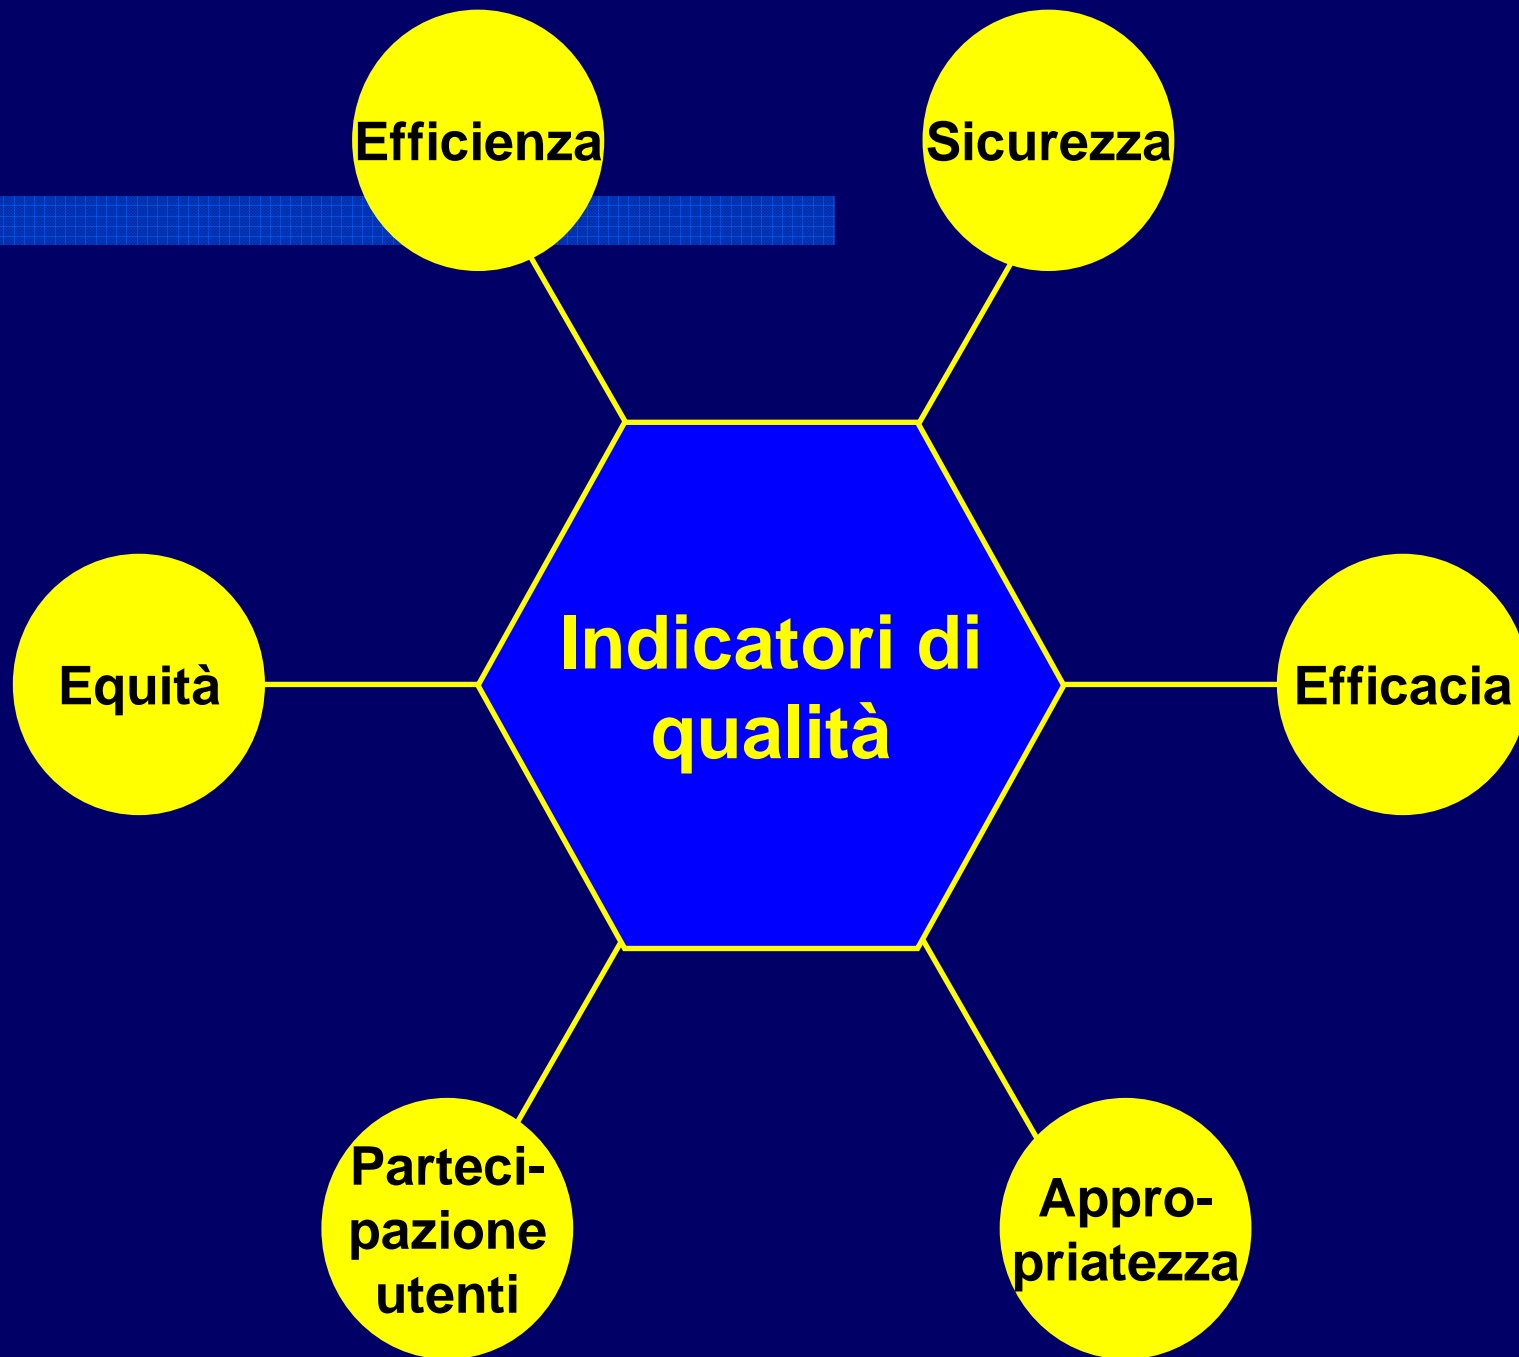 Efficienza
Sicurezza
Equità
Indicatori di
qualità
Efficacia
Parteci-
pazione
utenti
Appro-
priatezza